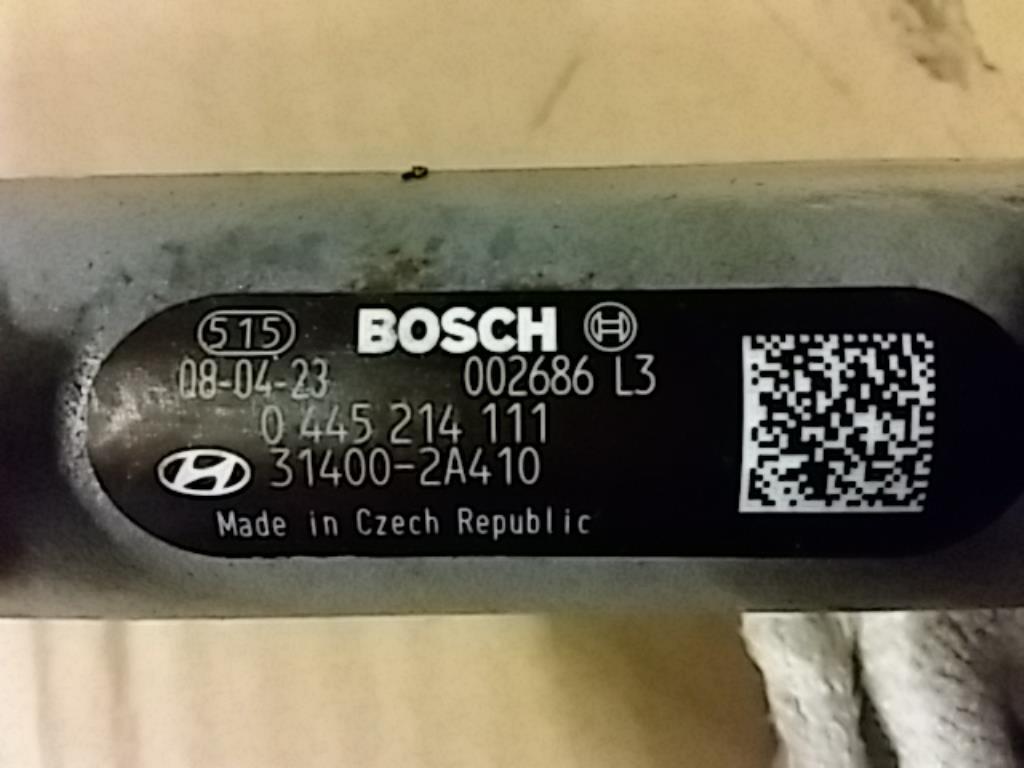 515 BOSCH
08-04-23 002686 L3
0 445 214 111
31400-2A410
Made in Czech Republic